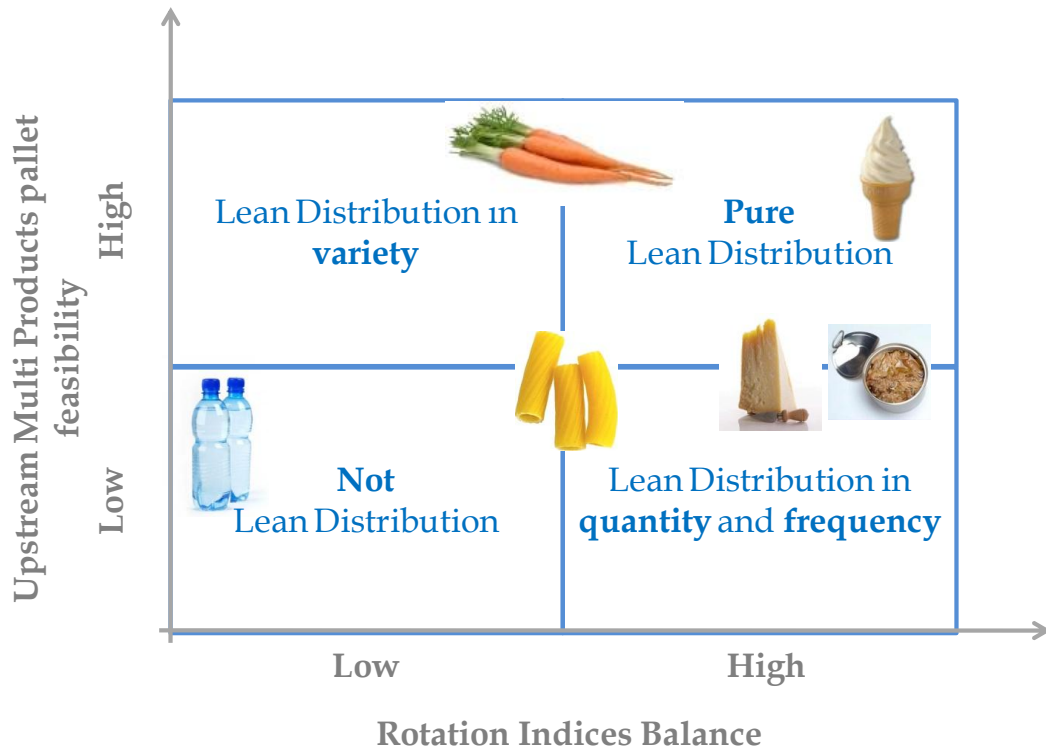 Upstream Multi Products pallet
feasibility
High
Low
Lean Distribution in
variety
Pure
Lean Distribution
Not
Lean Distribution
Lean Distribution in
quantity and frequency
Low
High
Rotation Indices Balance